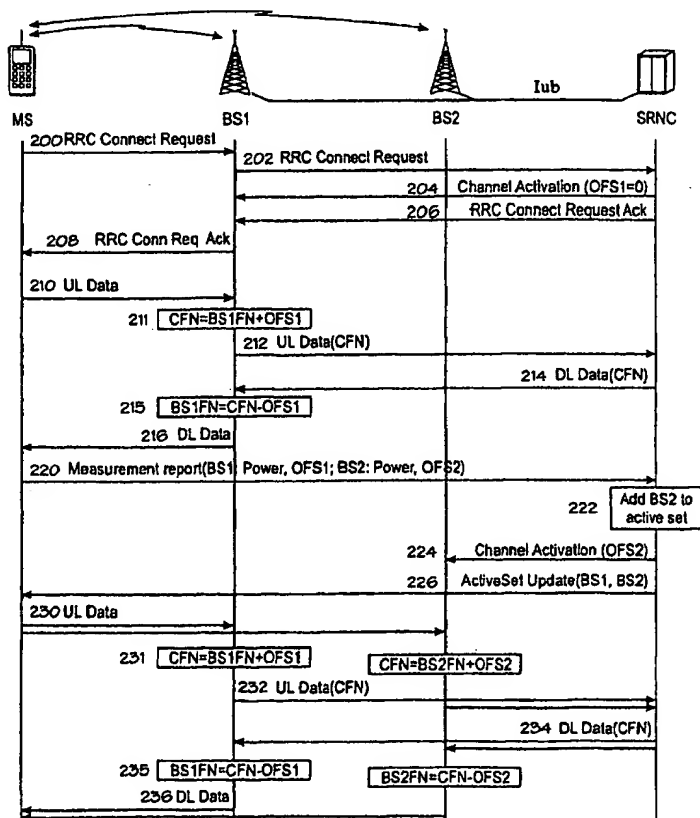 Iub
MS BS1 BS2 SRNC
200 RRC Connect Request
202 RRC Connect Request
204 Channel Activation (OFS1=0)
206 RRC Connect Request Ack
208 RRC Conn Req Ack
210 UL Data
211 CFN=BS1FN+OFS1
212 UL Data(CFN)
214 DL Data(CFN)
215 BS1FN=CFN-OFS1
216 DL Data
220 Measurement report(BS1: Power, OFS1; BS2: Power, OFS2)
222 Add BS2 to
active set
224 Channel Activation (OFS2)
226 ActiveSet Update(BS1, BS2)
230 UL Data
231 CFN=BS1FN+OFS1 CFN=BS2FN+OFS2
232 UL Data(CFN)
234 DL Data(CFN)
235 BS1FN=CFN-OFS1 BS2FN=CFN-OFS2
236 DL Data